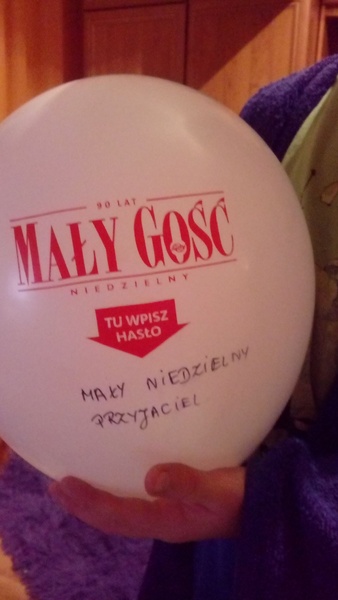 90 LAT
MAŁY GOŚĆ
NIEDZIELNY
TU WPISZ
HASŁO
MAŁY NIEDZIELNY
PRZYJACIEL